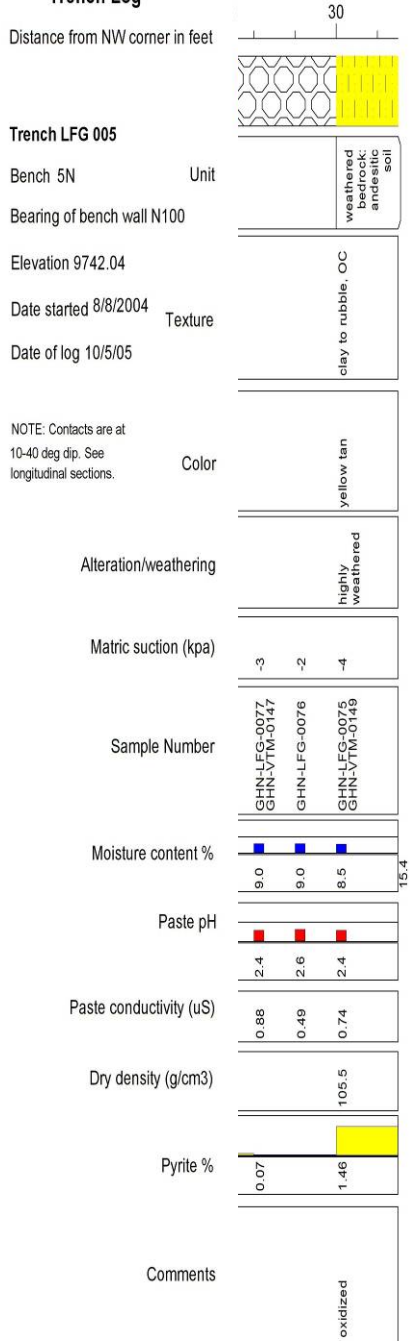 Trench Log
30
Distance from NW corner in feet
Trench LFG 005
Bench 5N
Unit
Bearing of bench wall N100
weathered
bedrock:
andesitic
soil
Elevation 9742.04
Date started 8/8/2004
Texture
Date of log 10/5/05
clay to rubble, OC
NOTE: Contacts are at
10-40 deg dip. See
longitudinal sections.
Color
yellow tan
Alteration/weathering
highly
weathered
Matric suction (kpa)
-3
-2
-4
Sample Number
GHN-LFG-0077
GHN-VTM-0147
GHN-LFG-0076
GHN-LFG-0075
GHN-VTM-0149
Moisture content %
9.0
9.0
8.5
15.4
Paste pH
2.4
2.6
2.4
Paste conductivity (uS)
0.88
0.49
0.74
Dry density (g/cm3)
105.5
Pyrite %
0.07
1.46
Comments
oxidized